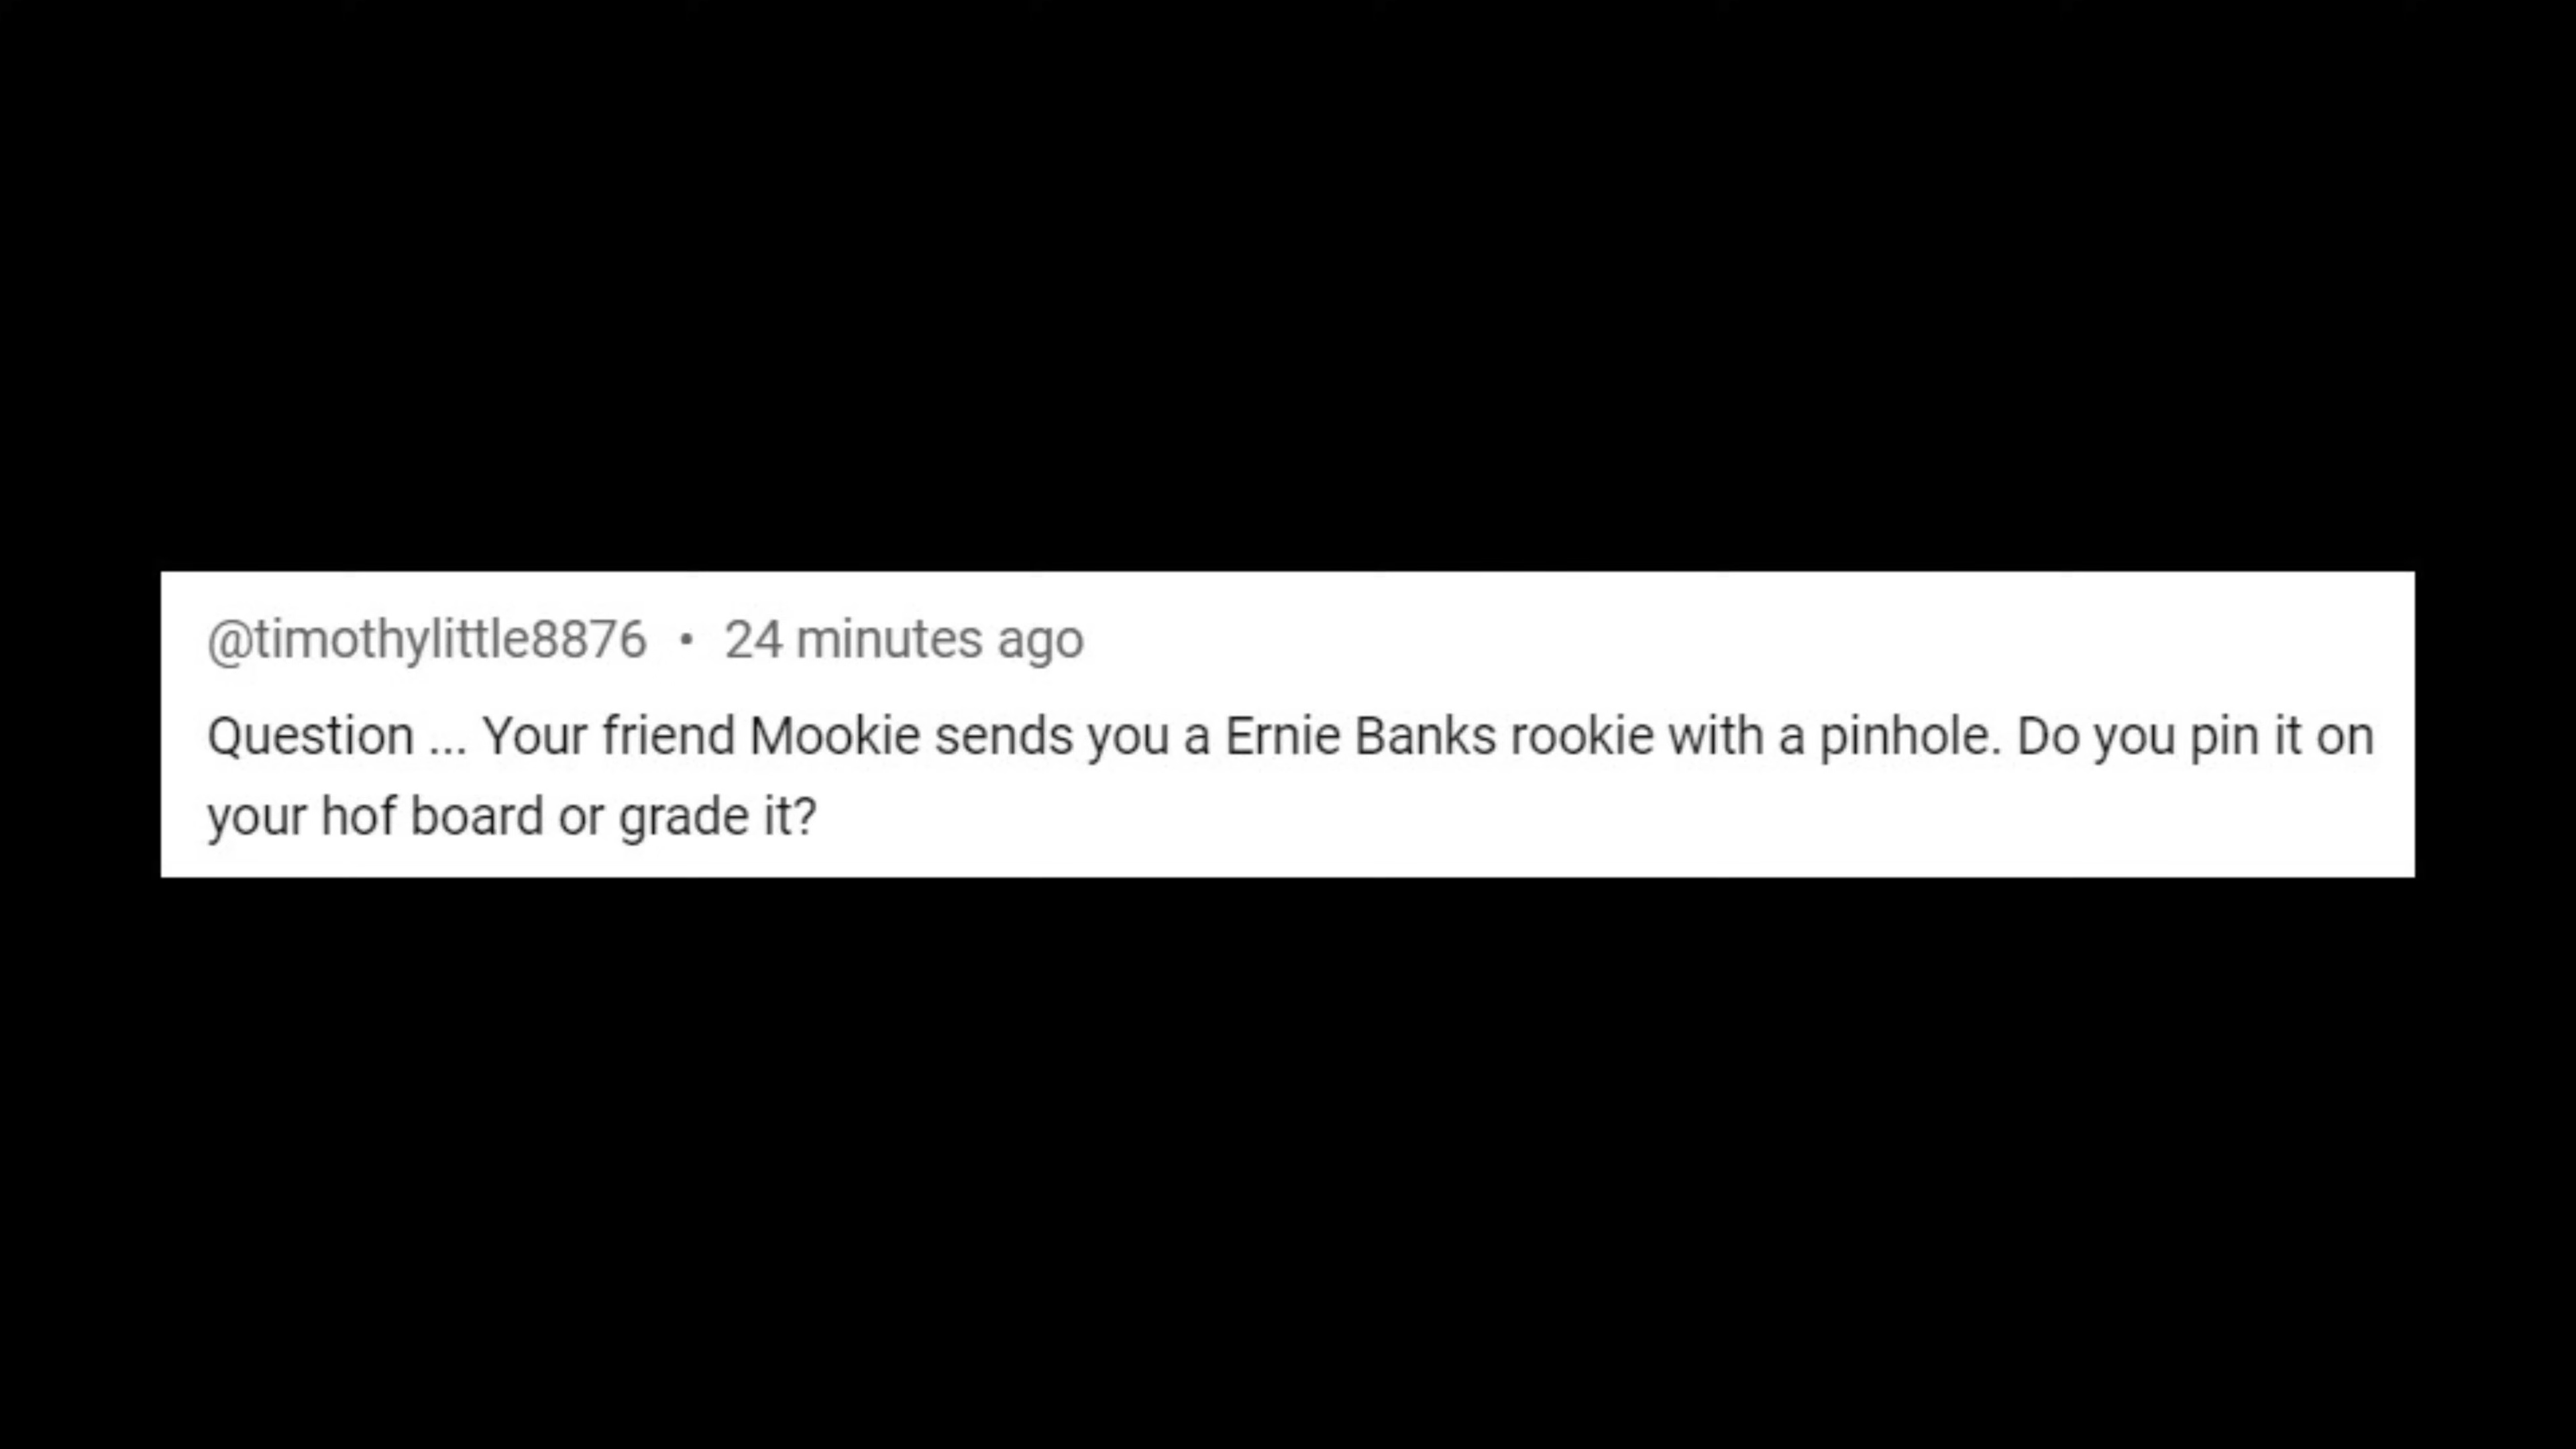 @timothylittle8876 • 24 minutes ago
Question ... Your friend Mookie sends you a Ernie Banks rookie with a pinhole. Do you pin it on
your hof board or grade it?